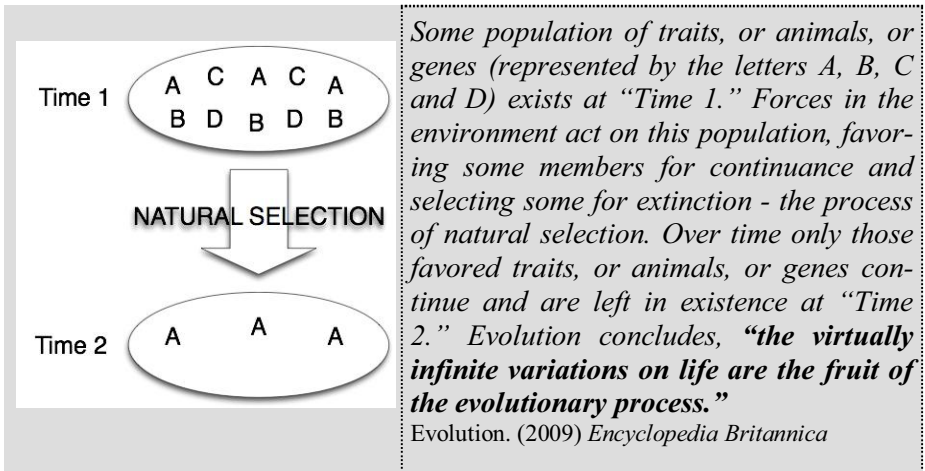 Time 1
A C A C A
B D B D B
NATURAL SELECTION
Time 2
A A A
Some population of traits, or animals, or
genes (represented by the letters A, B, C
and D) exists at “Time 1.” Forces in the
environment act on this population, favor-
ing some members for continuance and
selecting some for extinction - the process
of natural selection. Over time only those
favored traits, or animals, or genes con-
tinue and are left in existence at “Time
2.” Evolution concludes, “the virtually
infinite variations on life are the fruit of
the evolutionary process.”
Evolution. (2009) Encyclopedia Britannica